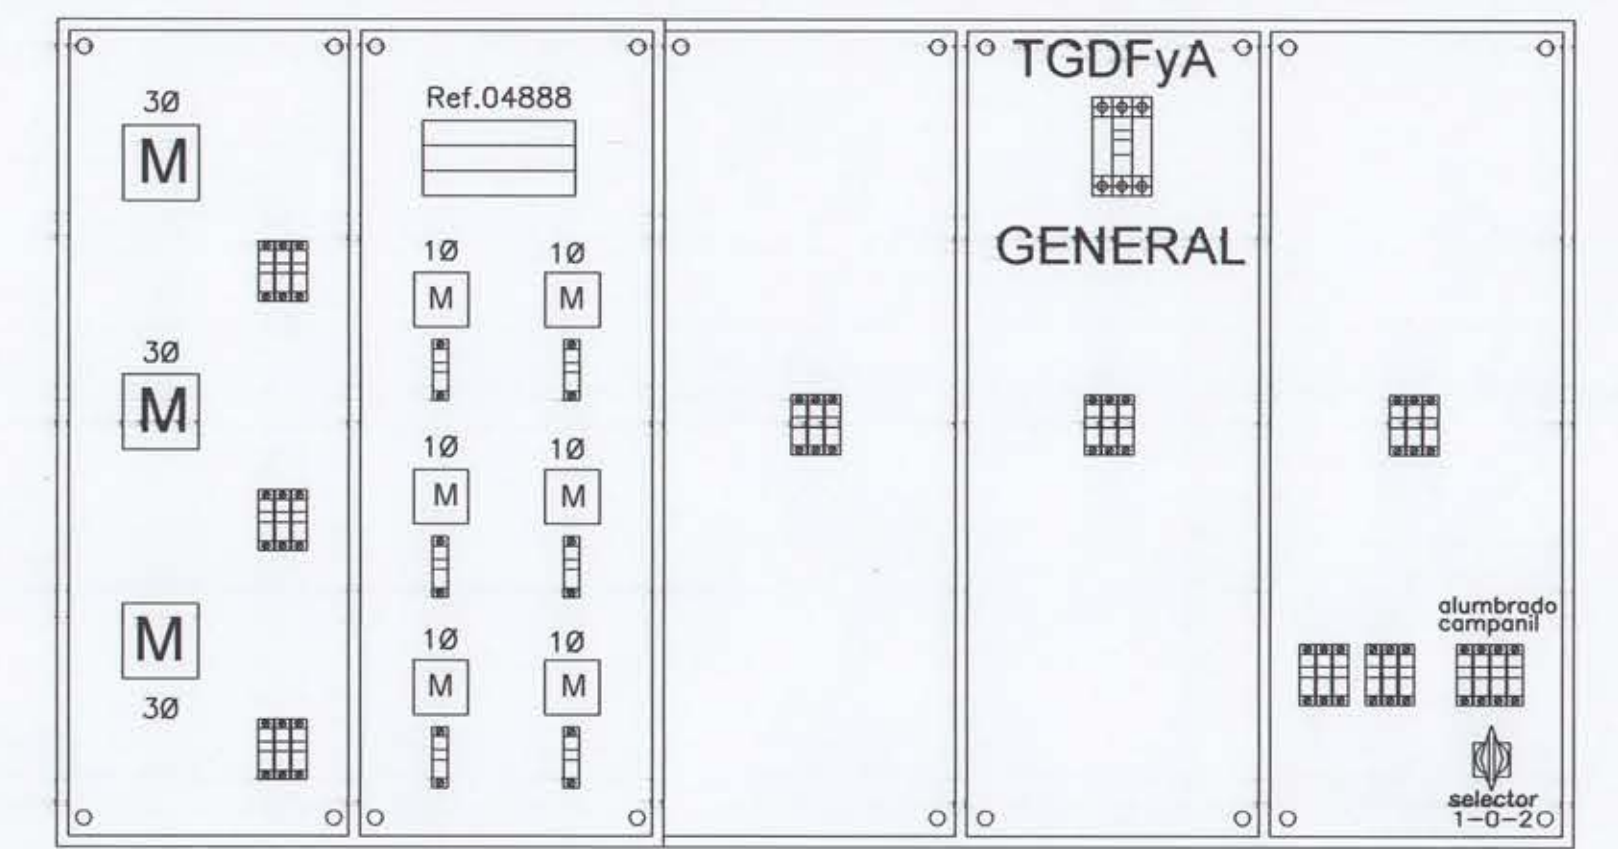 3Ø
M
3Ø
M
M
3Ø
Ref.04888
1Ø 1Ø
M M
1Ø 1Ø
M M
1Ø 1Ø
M M
TGDFyA
GENERAL
alumbrado
campanil
selector
1-0-2